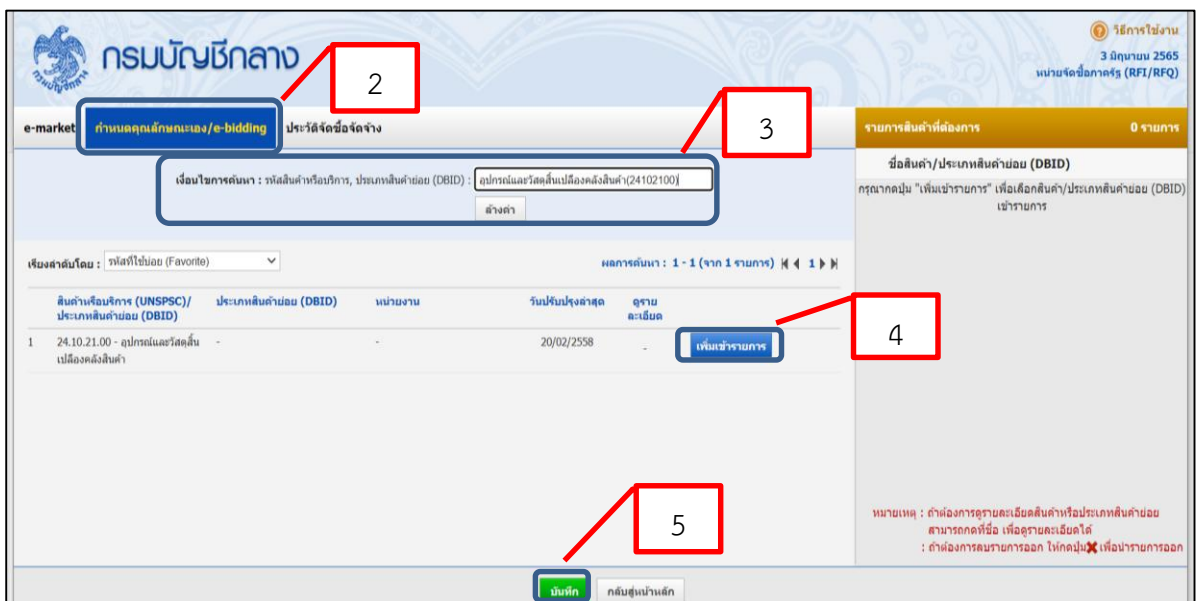 วิธีการใช้งาน
3 มิถุนายน 2565
หน่วยจัดซื้อภาครัฐ (RFI/RFQ)
กรมบัญชีกลาง
กรมบัญชีกลาง
2
3
e-market
กำหนดคุณลักษณะเอง/e-bidding
ประวัติจัดซื้อจัดจ้าง
รายการสินค้าที่ต้องการ
0 รายการ
ชื่อสินค้า/ประเภทสินค้าย่อย (DBID)
กรุณากดปุ่ม "เพิ่มเข้ารายการ" เพื่อเลือกสินค้า/ประเภทสินค้าย่อย (DBID)
เข้ารายการ
เงื่อนไขการค้นหา : รหัสสินค้าหรือบริการ, ประเภทสินค้าย่อย (DBID) :
อุปกรณ์และวัสดุสิ้นเปลืองคลังสินค้า(24102100)
ล้างค่า
เรียงลำดับโดย : รหัสที่ใช้บ่อย (Favorite)
ผลการค้นหา : 1 - 1 (จาก 1 รายการ) 1
สินค้าหรือบริการ (UNSPSC)/
ประเภทสินค้าย่อย (DBID)
ประเภทสินค้าย่อย (DBID)
หน่วยงาน
วันปรับปรุงล่าสุด
ดูราย
ละเอียด
4
1 24.10.21.00 - อุปกรณ์และวัสดุสิ้น
เปลืองคลังสินค้า
-
-
20/02/2558
-
เพิ่มเข้ารายการ
5
หมายเหตุ : ถ้าต้องการดูรายละเอียดสินค้าหรือประเภทสินค้าย่อย
สามารถกดที่ชื่อ เพื่อดูรายละเอียดได้
: ถ้าต้องการลบรายการออก ให้กดปุ่ม เพื่อนำรายการออก
บันทึก
กลับสู่หน้าหลัก